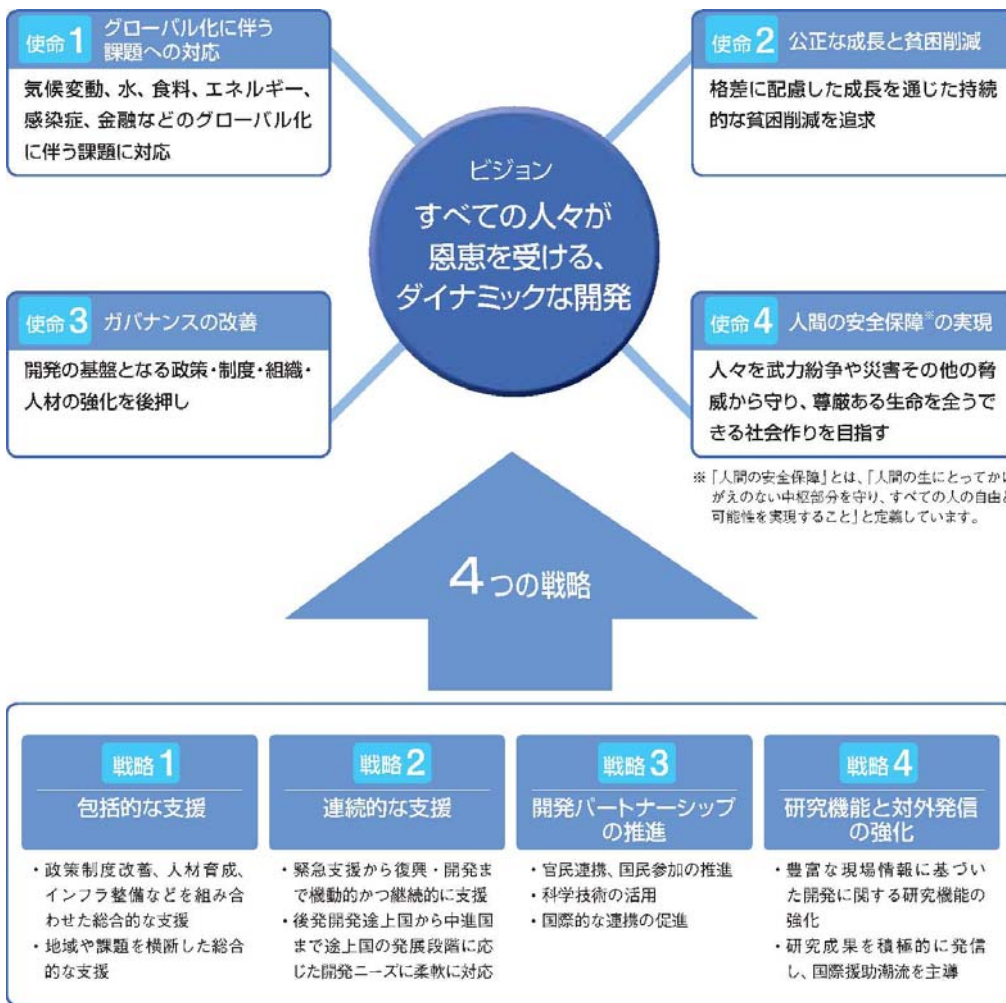 使命1 グローバル化に伴う
課題への対応
気候変動、水、食料、エネルギー、
感染症、金融などのグローバル化
に伴う課題に対応
使命2 公正な成長と貧困削減
格差に配慮した成長を通じた持続
的な貧困削減を追求
ビジョン
すべての人々が
恩恵を受ける、
ダイナミックな開発
使命3 ガバナンスの改善
開発の基盤となる政策・制度・組織・
人材の強化を後押し
使命4 人間の安全保障※の実現
人々を武力紛争や災害その他の脅
威から守り、尊厳ある生命を全うで
きる社会作りを目指す
※「人間の安全保障」とは、「人間の生にとってか
がえのない中枢部分を守り、すべての人の自由
可能性を実現すること」と定義しています。
4つの戦略
戦略1
包括的な支援
・政策制度改善、人材育成、
インフラ整備などを組み合
わせた総合的な支援
・地域や課題を横断した総合
的な支援
戦略2
連続的な支援
・緊急支援から復興・開発ま
で機動的かつ継続的に支援
・後発開発途上国から中進国
まで途上国の発展段階に応
じた開発ニーズに柔軟に対応
戦略3
開発パートナーシップ
の推進
・官民連携、国民参加の推進
・科学技術の活用
・国際的な連携の促進
戦略4
研究機能と対外発信
の強化
・豊富な現場情報に基づい
た開発に関する研究機能の
強化
・研究成果を積極的に発信
し、国際援助潮流を主導